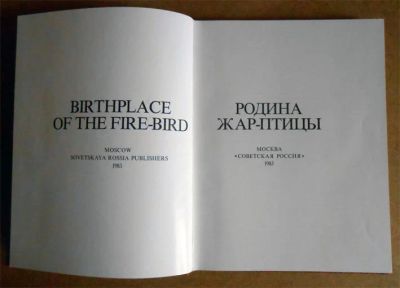 BIRTHPLACE
OF THE FIRE-BIRD
MOSCOW
SOVETSKAYA ROSSIA PUBLISHERS
1983
РОДИНА
ЖАР-ПТИЦЫ
МОСКВА
«СОВЕТСКАЯ РОССИЯ»
1983